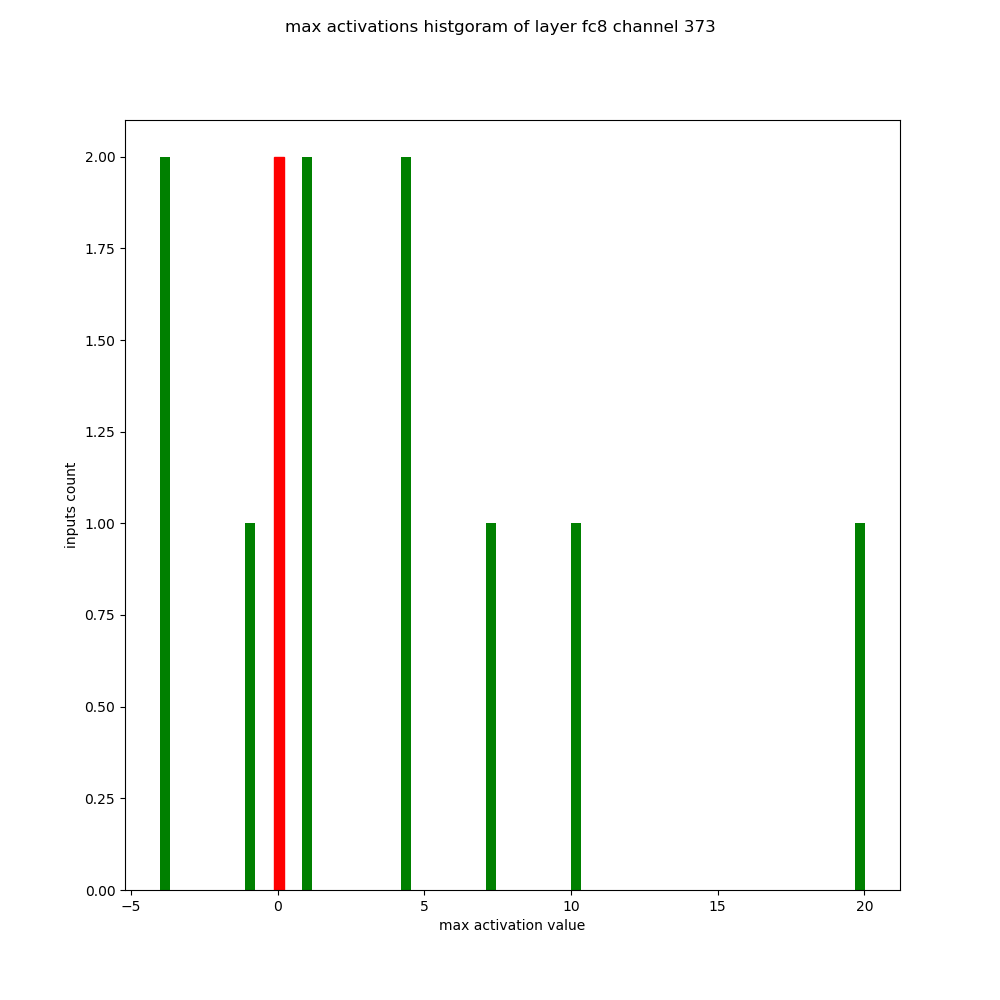 max activations histgoram of layer fc8 channel 373
2.00
1.75
1.50
1.25
1.00
0.75
0.50
0.25
0.00
inputs count
−5 0 5 10 15 20
max activation value